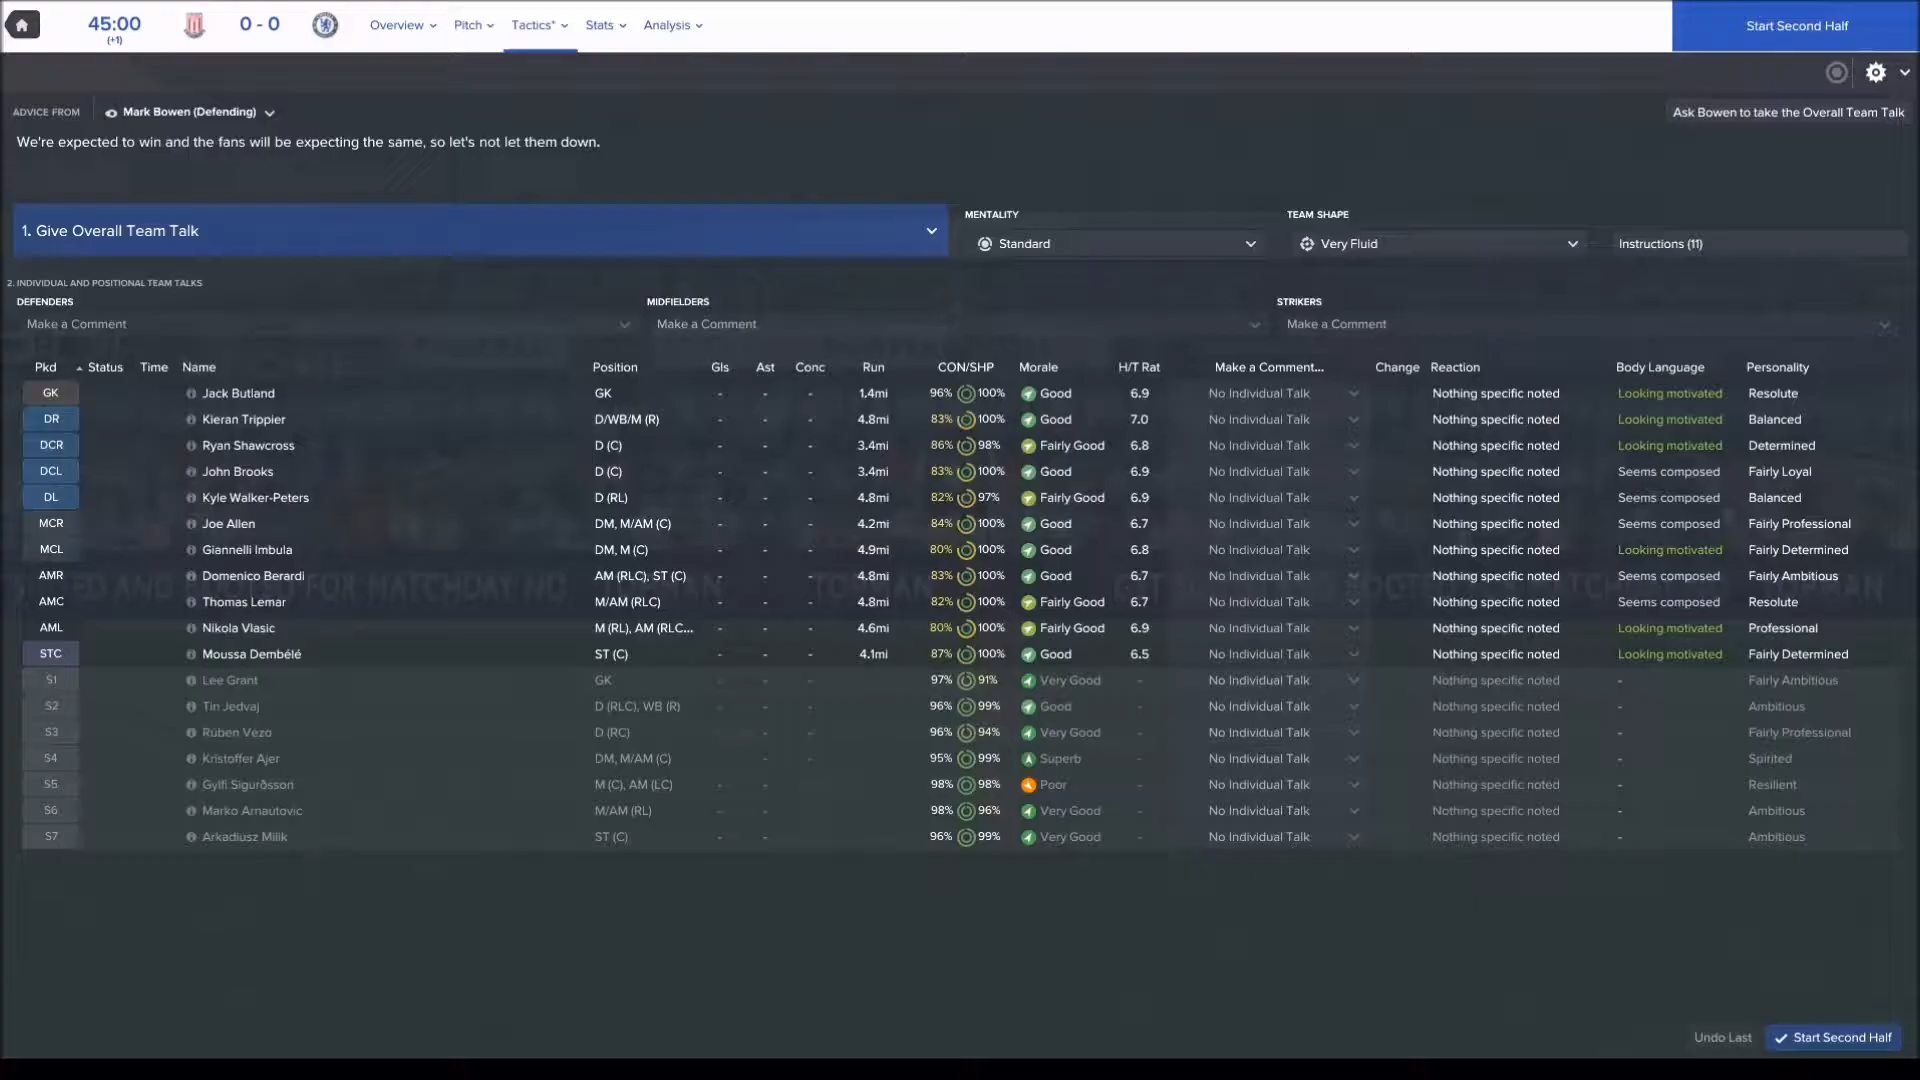 45:00 0 - 0 Overview Pitch Tactics* Stats Analysis Start Second Half
(+1)
ADVICE FROM Mark Bowen (Defending) Ask Bowen to take the Overall Team Talk
We're expected to win and the fans will be expecting the same, so let's not let them down.
MENTALITY TEAM SHAPE
1. Give Overall Team Talk Standard Very Fluid Instructions (11)
2. INDIVIDUAL AND POSITIONAL TEAM TALKS
DEFENDERS MIDFIELDERS STRIKERS
Make a Comment Make a Comment Make a Comment
Pkd Status Time Name Position Gls Ast Conc Run CON/SHP Morale H/T Rat Make a Comment... Change Reaction Body Language Personality
GK Jack Butland GK - - - 1.4mi 96% 100% Good 6.9 No Individual Talk Nothing specific noted Looking motivated Resolute
DR Kieran Trippier D/WB/M (R) - - - 4.8mi 83% 100% Good 7.0 No Individual Talk Nothing specific noted Looking motivated Balanced
DCR Ryan Shawcross D (C) - - - 3.4mi 86% 98% Fairly Good 6.8 No Individual Talk Nothing specific noted Looking motivated Determined
DCL John Brooks D (C) - - - 3.4mi 83% 100% Good 6.9 No Individual Talk Nothing specific noted Seems composed Fairly Loyal
DL Kyle Walker-Peters D (RL) - - - 4.8mi 82% 97% Fairly Good 6.9 No Individual Talk Nothing specific noted Seems composed Balanced
MCR Joe Allen DM, M/AM (C) - - - 4.2mi 84% 100% Good 6.7 No Individual Talk Nothing specific noted Seems composed Fairly Professional
MCL Giannelli Imbula DM, M (C) - - - 4.9mi 80% 100% Good 6.8 No Individual Talk Nothing specific noted Looking motivated Fairly Determined
AMR Domenico Berardi AM (RLC), ST (C) - - - 4.8mi 83% 100% Good 6.7 No Individual Talk Nothing specific noted Seems composed Fairly Ambitious
AMC Thomas Lemar M/AM (RLC) - - - 4.8mi 82% 100% Fairly Good 6.7 No Individual Talk Nothing specific noted Seems composed Resolute
AML Nikola Vlasic M (RL), AM (RLC... - - - 4.6mi 80% 100% Fairly Good 6.9 No Individual Talk Nothing specific noted Looking motivated Professional
STC Moussa Dembélé ST (C) - - - 4.1mi 87% 100% Good 6.5 No Individual Talk Nothing specific noted Looking motivated Fairly Determined
S1 Lee Grant GK - - - 97% 91% Very Good - No Individual Talk Nothing specific noted - Fairly Ambitious
S2 Tin Jedvaj D (RLC), WB (R) - - - 96% 99% Good - No Individual Talk Nothing specific noted - Ambitious
S3 Rúben Vezo D (RC) - - - 96% 94% Very Good - No Individual Talk Nothing specific noted - Fairly Professional
S4 Kristoffer Ajer DM, M/AM (C) - - 95% 99% Superb - No Individual Talk Nothing specific noted - Spirited
S5 Gylfi Sigurðsson M (C), AM (LC) - - 98% 98% Poor - No Individual Talk Nothing specific noted - Resilient
S6 Marko Arnautovic M/AM (RL) - - 98% 96% Very Good - No Individual Talk Nothing specific noted - Ambitious
S7 Arkadiusz Milik ST (C) - - 96% 99% Very Good - No Individual Talk Nothing specific noted - Ambitious
Undo Last Start Second Half